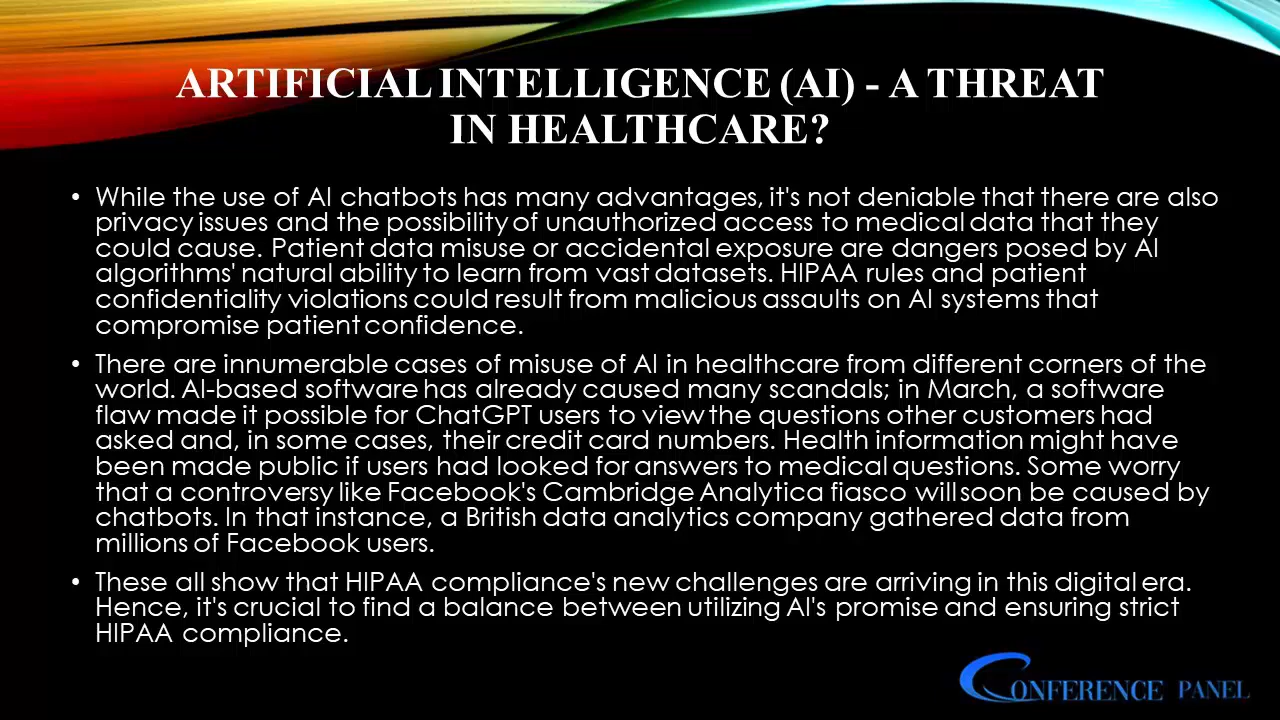 ARTIFICIAL INTELLIGENCE (AI) - A THREAT
IN HEALTHCARE?
• While the use of AI chatbots has many advantages, it's not deniable that there are also
privacy issues and the possibility of unauthorized access to medical data that they
could cause. Patient data misuse or accidental exposure are dangers posed by AI
algorithms' natural ability to learn from vast datasets. HIPAA rules and patient
confidentiality violations could result from malicious assaults on AI systems that
compromise patient confidence.
• There are innumerable cases of misuse of AI in healthcare from different corners of the
world. AI-based software has already caused many scandals; in March, a software
flaw made it possible for ChatGPT users to view the questions other customers had
asked and, in some cases, their credit card numbers. Health information might have
been made public if users had looked for answers to medical questions. Some worry
that a controversy like Facebook's Cambridge Analytica fiasco will soon be caused by
chatbots. In that instance, a British data analytics company gathered data from
millions of Facebook users.
• These all show that HIPAA compliance's new challenges are arriving in this digital era.
Hence, it's crucial to find a balance between utilizing AI's promise and ensuring strict
HIPAA compliance.
CONFERENCE PANEL